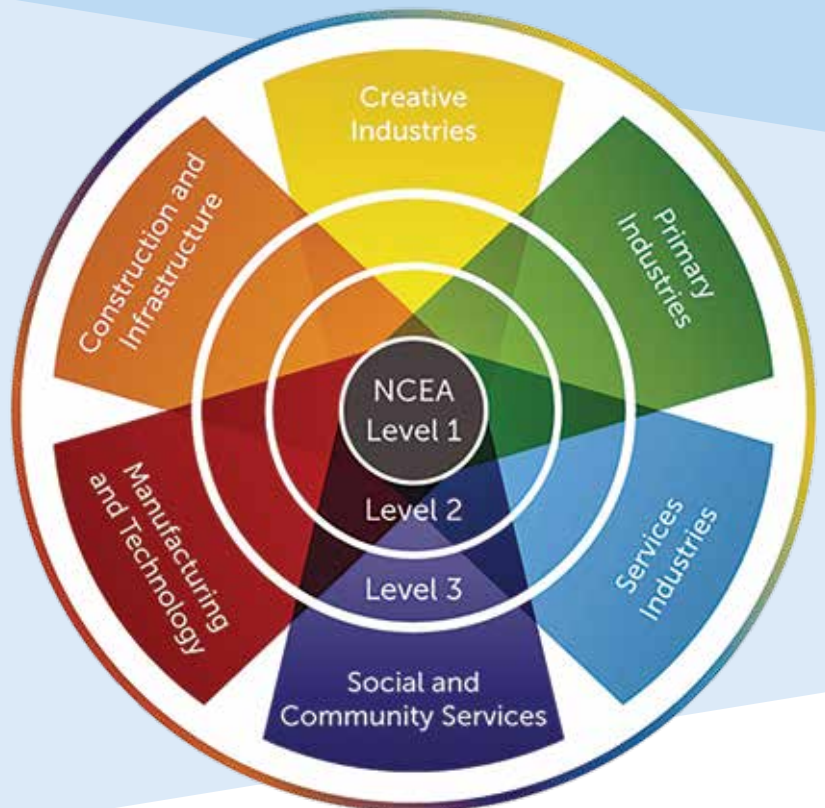 Creative
Industries
Primary
Industries
Services
Industries
Social and
Community Services
Manufacturing
and Technology
Construction and
Infrastructure
NCEA
Level 1
Level 2
Level 3